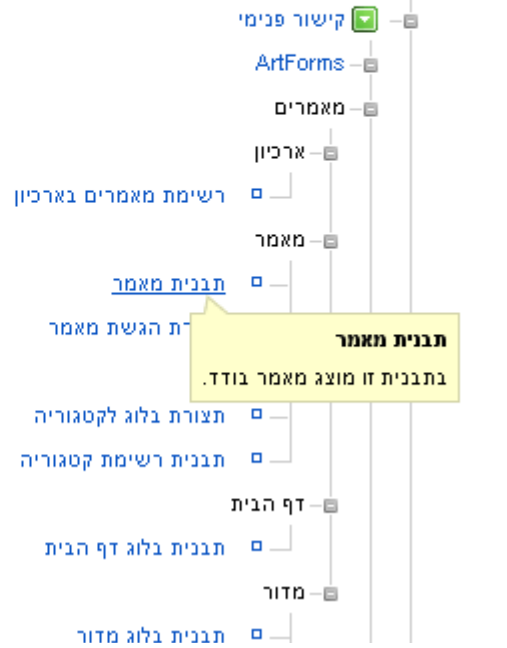 קישור פנימי
ArtForms
מאמרים
ארכיון
רשימת מאמרים בארכיון
מאמר
תבנית מאמר
רת הגשת מאמר
תבנית מאמר
בתבנית זו מוצג מאמר בודד.
תצורת בלוג לקטגוריה
תבנית רשימת קטגוריה
דף הבית
תבנית בלוג דף הבית
מדור
תבנית בלוג מדור